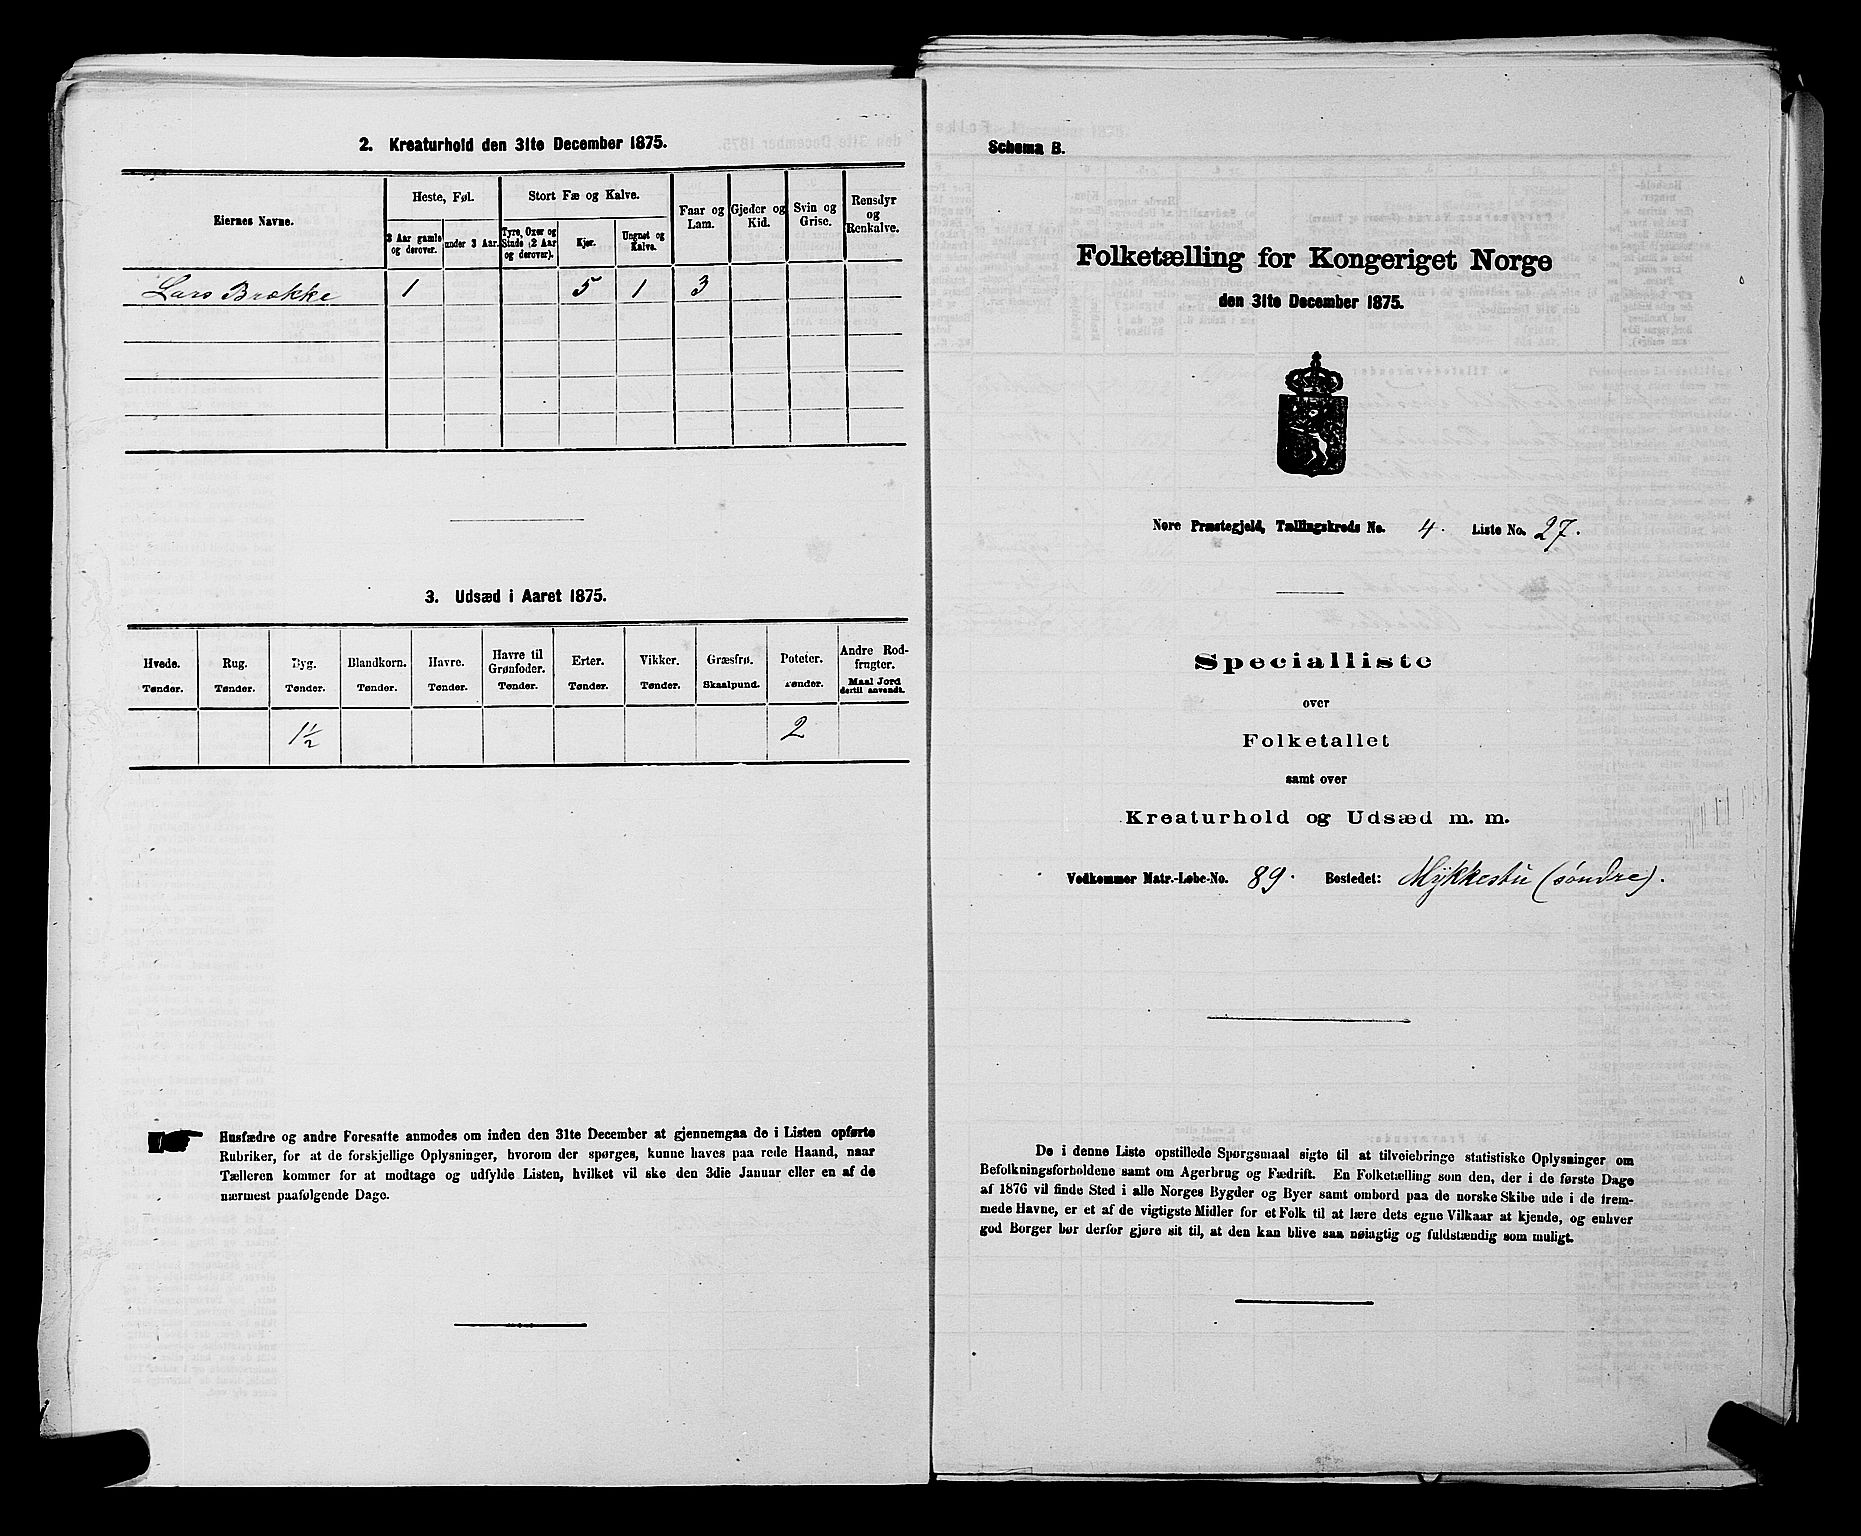 2. Kreaturhold den 31te December 1875.
Eiernes Navne.
Heste, Føl.
Stort Fæ og Kalve.
Faar og Lam.
Gjeder og Kid.
Svin og Grise.
Rensdyr og Renkalve.
3 Aar gamle og derover.
under 3 Aar.
Tyre, Oxer og Stude (2 Aar og derover).
Kjør.
Ungnøt og Kalve.
Lars Brække 1 5 1 3
3. Udsæd i Aaret 1875.
Hvede. Rug. Byg. Blandkorn. Havre. Havre til Grønfoder. Erter. Vikker. Græsfrø. Poteter. Andre Rodfrugter.
Tønder. Tønder. Tønder. Tønder. Tønder. Tønder. Tønder. Tønder. Skaalpund. Tønder. Maal Jord dertil anvendt.
1½ 2
Husfædre og andre Foresatte anmodes om inden den 31te December at gjennemgaa de i Listen opførte
Rubriker, for at de forskjellige Oplysninger, hvorom der spørges, kunne haves paa rede Haand, naar
Tælleren kommer for at modtage og udfylde Listen, hvilket vil ske den 3die Januar eller en af de
nærmest paafølgende Dage.
Schema B.
Folketælling for Kongeriget Norge
den 31te December 1875.
Nore Præstegjeld, Tællingskreds No. 4. Liste No. 27.
Specialliste
over
Folketallet
samt over
Kreaturhold og Udsæd m. m.
Vedkommer Matr.-Løbe-No. 89. Bostedet: Mykkestu (søndre).
De i denne Liste opstillede Spørgsmaal sigte til at tilveiebringe statistiske Oplysninger om
Befolkningsforholdene samt om Agerbrug og Fædrift. En Folketælling som den, der i de første Dage
af 1876 vil finde Sted i alle Norges Bygder og Byer samt ombord paa de norske Skibe ude i de frem-
mede Havne, er et af de vigtigste Midler for et Folk til at lære dets egne Vilkaar at kjende, og enhver
god Borger bør derfor gjøre sit til, at den kan blive saa nøiagtig og fuldstændig som muligt.